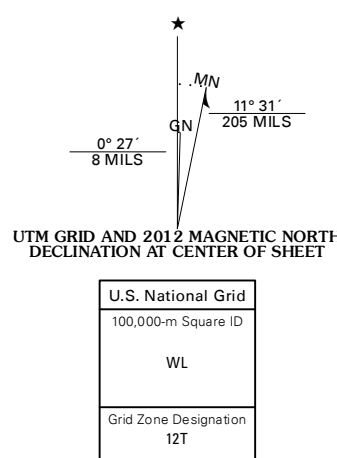 ★
MN
GN
11° 31´
205 MILS
0° 27´
8 MILS
UTM GRID AND 2012 MAGNETIC NORTH
DECLINATION AT CENTER OF SHEET
U.S. National Grid
100,000-m Square ID
WL
Grid Zone Designation
12T